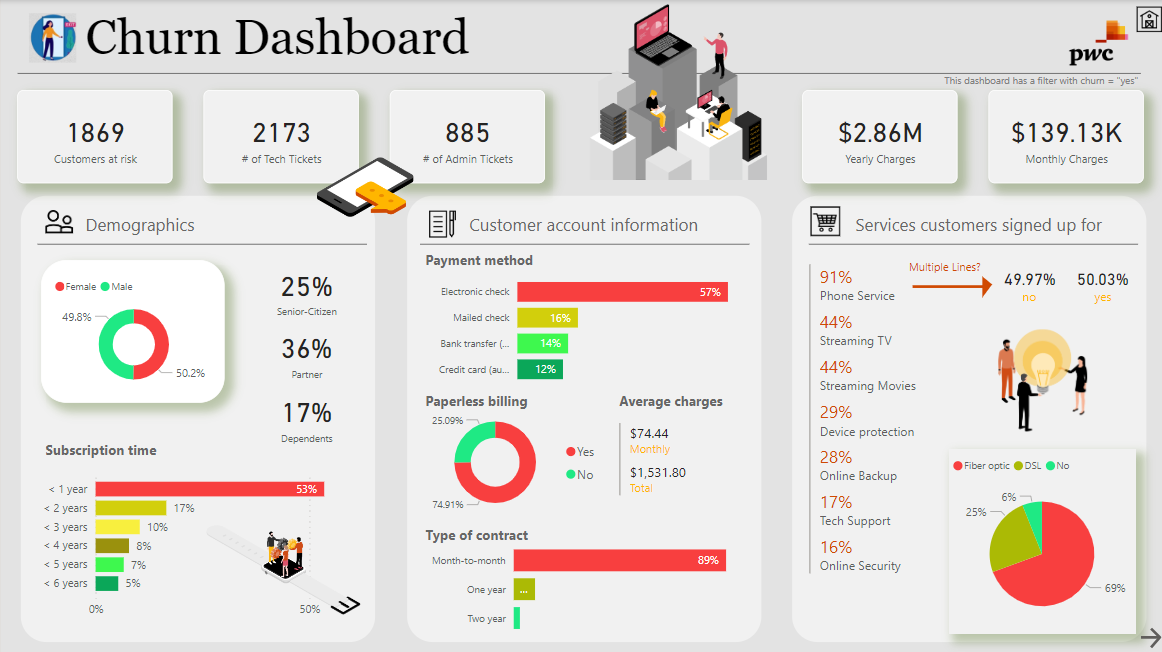 Churn Dashboard
pwc
This dashboard has a filter with churn = "yes"
1869
Customers at risk
2173
# of Tech Tickets
885
# of Admin Tickets
$2.86M
Yearly Charges
$139.13K
Monthly Charges
Demographics
Female Male
49.8%
50.2%
25%
Senior-Citizen
36%
Partner
17%
Dependents
Subscription time
< 1 year 53%
< 2 years 17%
< 3 years 10%
< 4 years 8%
< 5 years 7%
< 6 years 5%
0% 50%
Customer account information
Payment method
Electronic check 57%
Mailed check 16%
Bank transfer (... 14%
Credit card (au... 12%
Paperless billing
25.09%
74.91%
Yes
No
Average charges
$74.44
Monthly
$1,531.80
Total
Type of contract
Month-to-month 89%
One year ...
Two year
Services customers signed up for
91%
Phone Service
44%
Streaming TV
44%
Streaming Movies
29%
Device protection
28%
Online Backup
17%
Tech Support
16%
Online Security
Multiple Lines?
49.97%
no
50.03%
yes
Fiber optic DSL No
6%
25%
69%